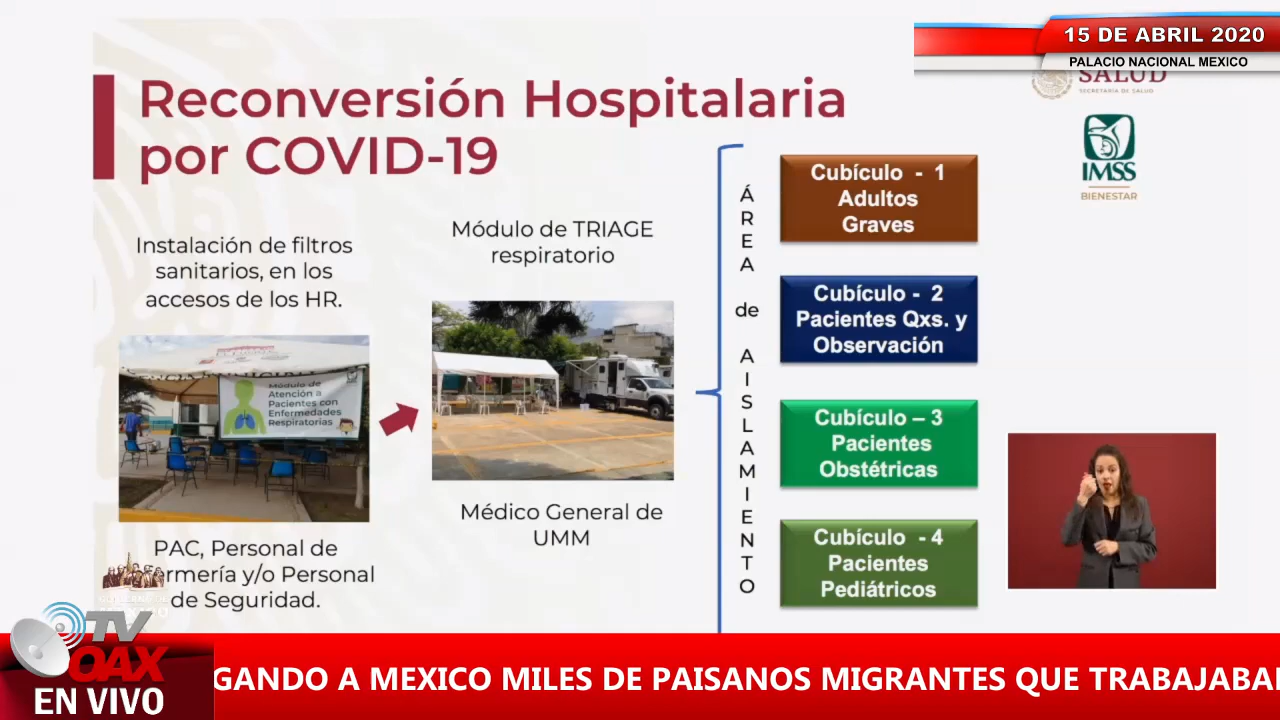 15 DE ABRIL 2020
PALACIO NACIONAL MEXICO
SALUD
SECRETARÍA DE SALUD
IMSS
BIENESTAR
Reconversión Hospitalaria
por COVID-19
Instalación de filtros
sanitarios, en los
accesos de los HR.
Módulo de
Atención a
Pacientes con
Enfermedades
Respiratorias
PAC, Personal de
rmería y/o Personal
de Seguridad.
Módulo de TRIAGE
respiratorio
Médico General de
UMM
ÁREA de AISLAMIENTO
Cubículo - 1
Adultos
Graves
Cubículo - 2
Pacientes Qxs. y
Observación
Cubículo – 3
Pacientes
Obstétricas
Cubículo - 4
Pacientes
Pediátricos
MÉXICO
TV
OAX
EN VIVO
GANDO A MEXICO MILES DE PAISANOS MIGRANTES QUE TRABAJABA